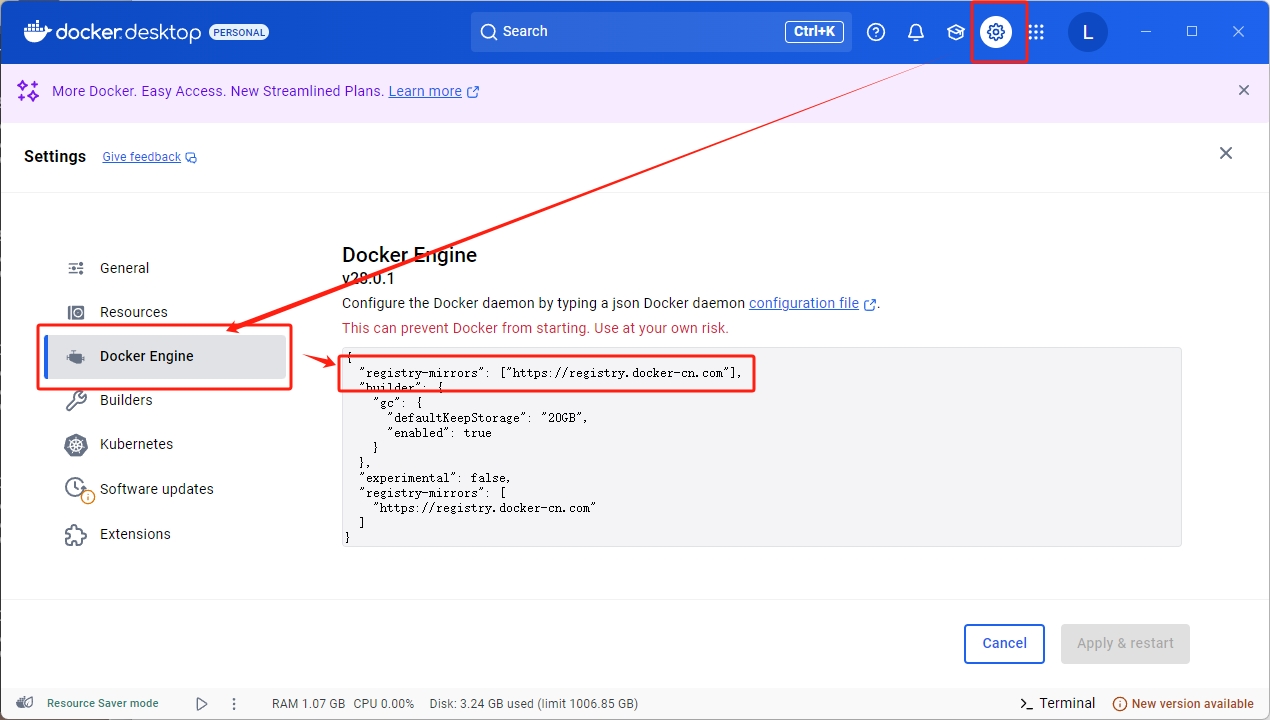 docker.desktop PERSONAL
Search Ctrl+K
L
More Docker. Easy Access. New Streamlined Plans. Learn more
Settings Give feedback
General
Resources
Docker Engine
Builders
Kubernetes
Software updates
Extensions
Docker Engine
v28.0.1
Configure the Docker daemon by typing a json Docker daemon configuration file .
This can prevent Docker from starting. Use at your own risk.
{
"registry-mirrors": ["https://registry.docker-cn.com"],
"builder": {
"gc": {
"defaultKeepStorage": "20GB",
"enabled": true
}
},
"experimental": false,
"registry-mirrors": [
"https://registry.docker-cn.com"
]
}
Cancel Apply & restart
Resource Saver mode RAM 1.07 GB CPU 0.00% Disk: 3.24 GB used (limit 1006.85 GB) Terminal New version available